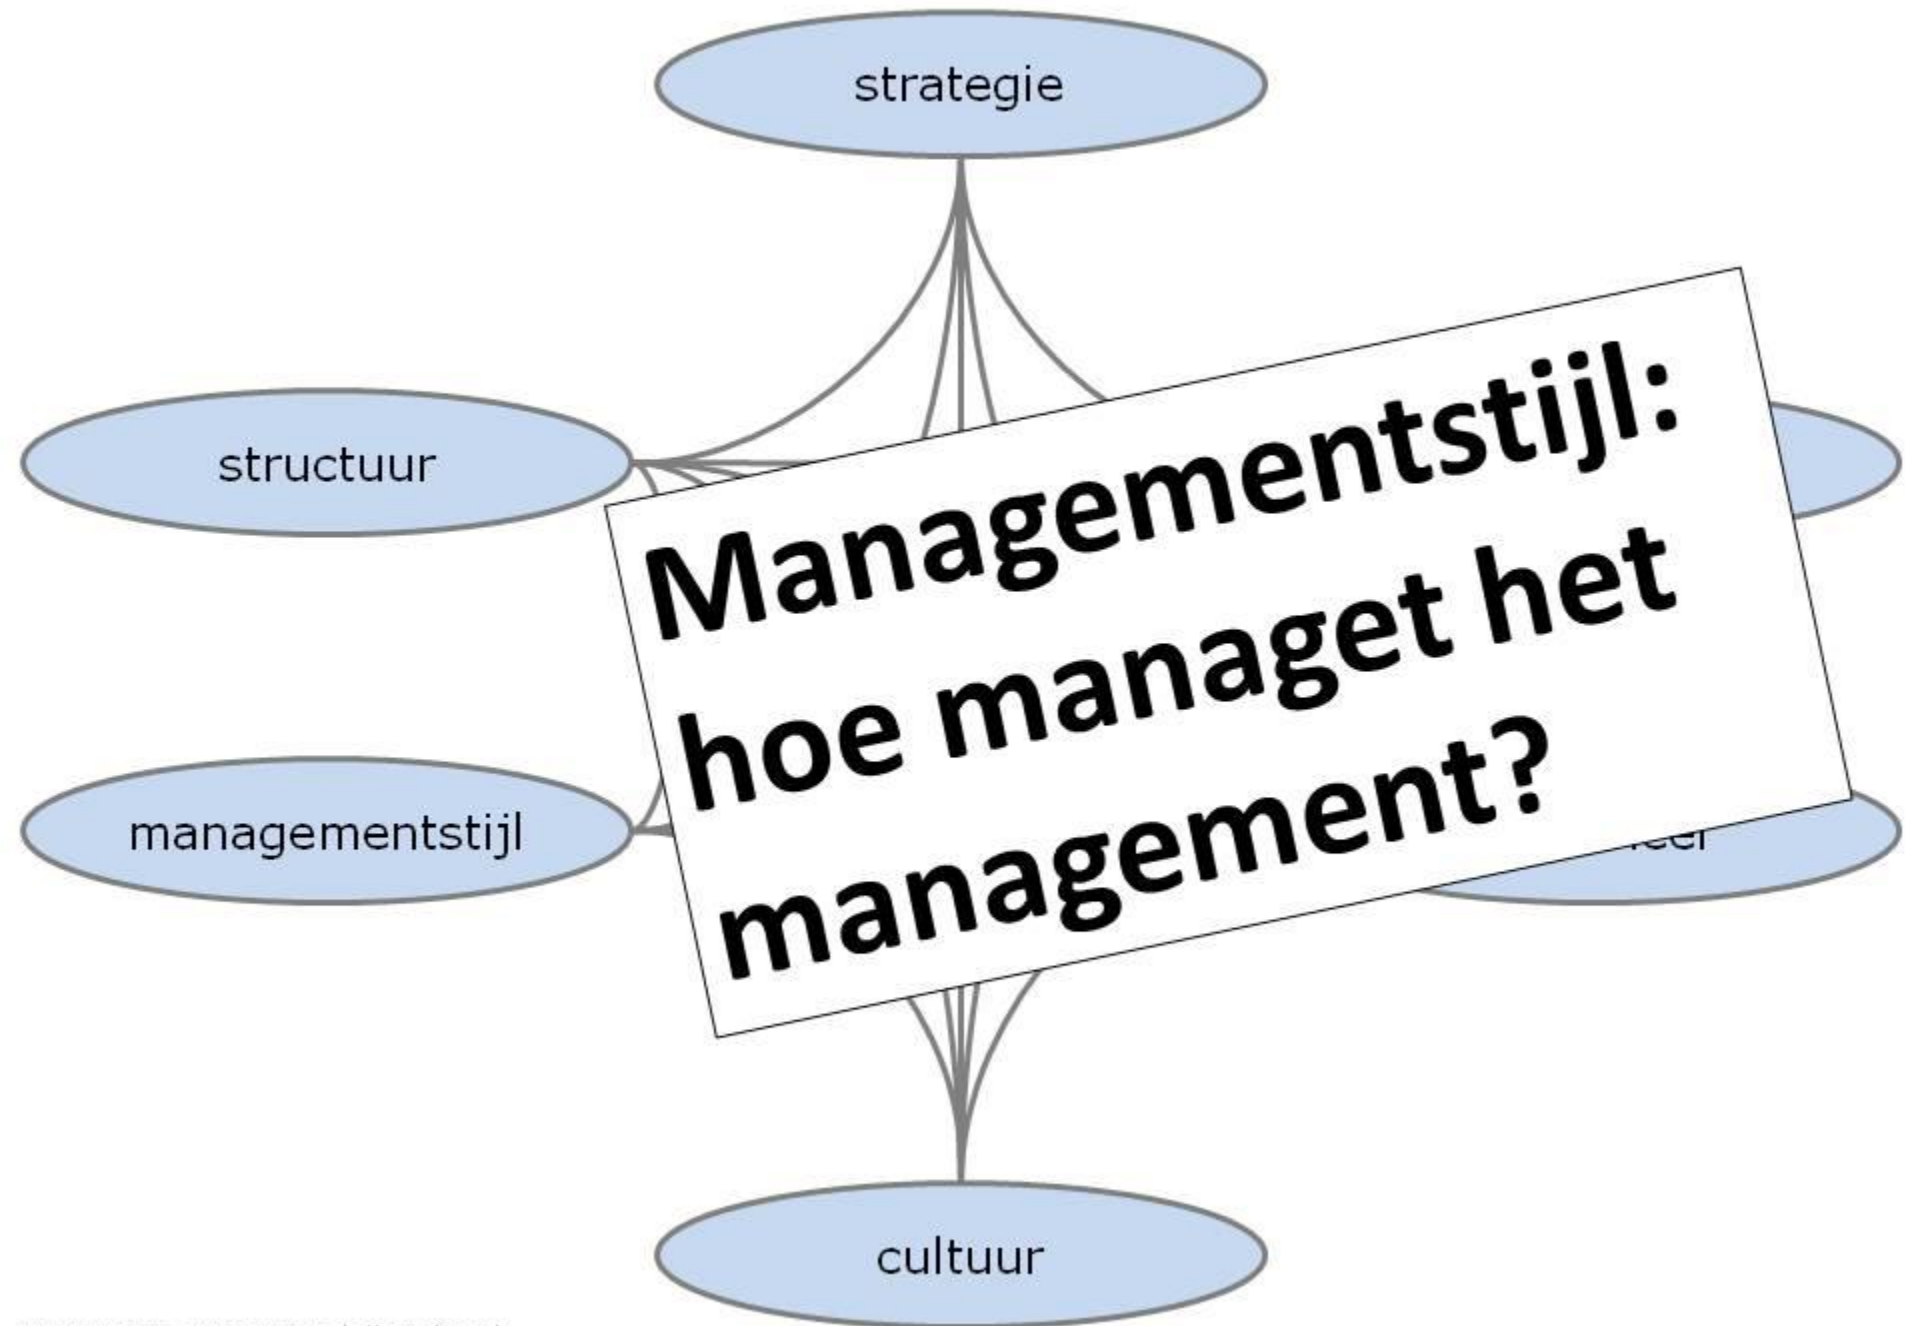 strategie
structuur
Managementstijl:
hoe managet het
management?
managementstijl
cultuur